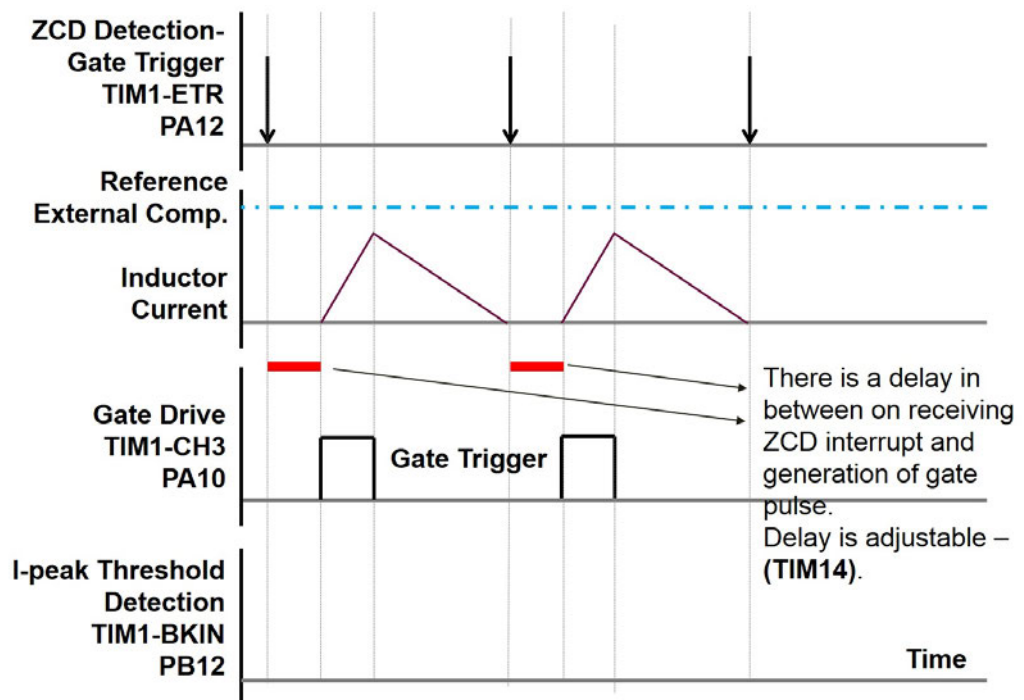 ZCD Detection-
Gate Trigger
TIM1-ETR
PA12
Reference
External Comp.
Inductor
Current
Gate Drive
TIM1-CH3
PA10
Gate Trigger
There is a delay in
between on receiving
ZCD interrupt and
generation of gate
pulse.
Delay is adjustable –
(TIM14).
I-peak Threshold
Detection
TIM1-BKIN
PB12
Time